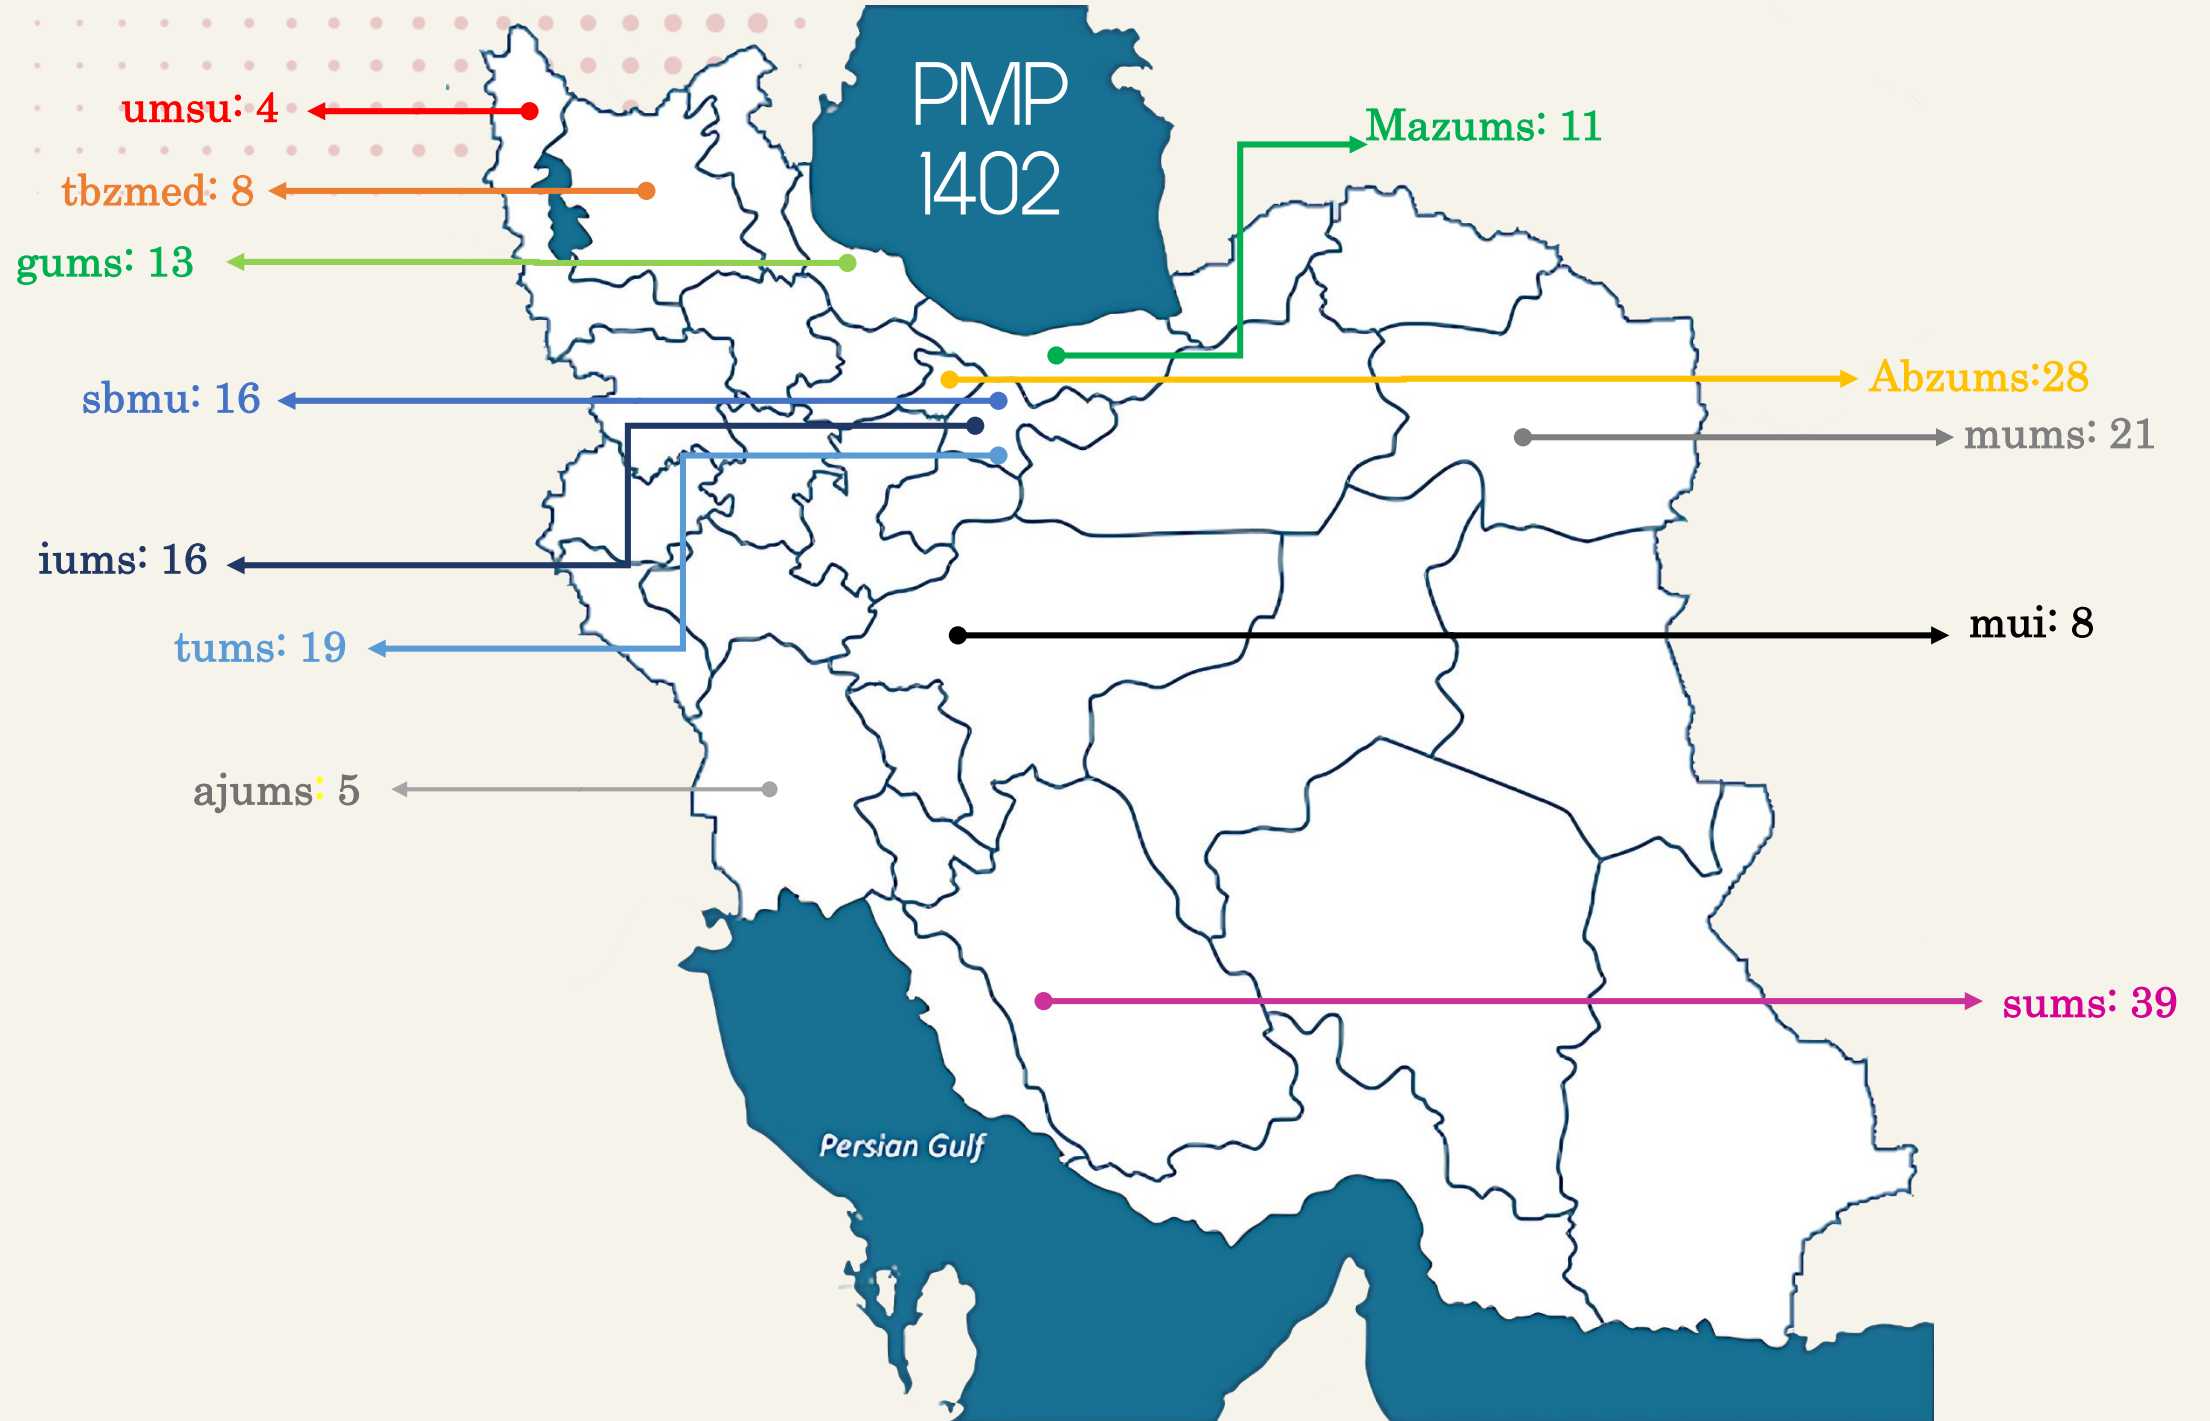 PMP
1402
umsu: 4
Mazums: 11
tbzmed: 8
gums: 13
Abzums:28
sbmu: 16
mums: 21
iums: 16
mui: 8
tums: 19
ajums: 5
sums: 39
Persian Gulf